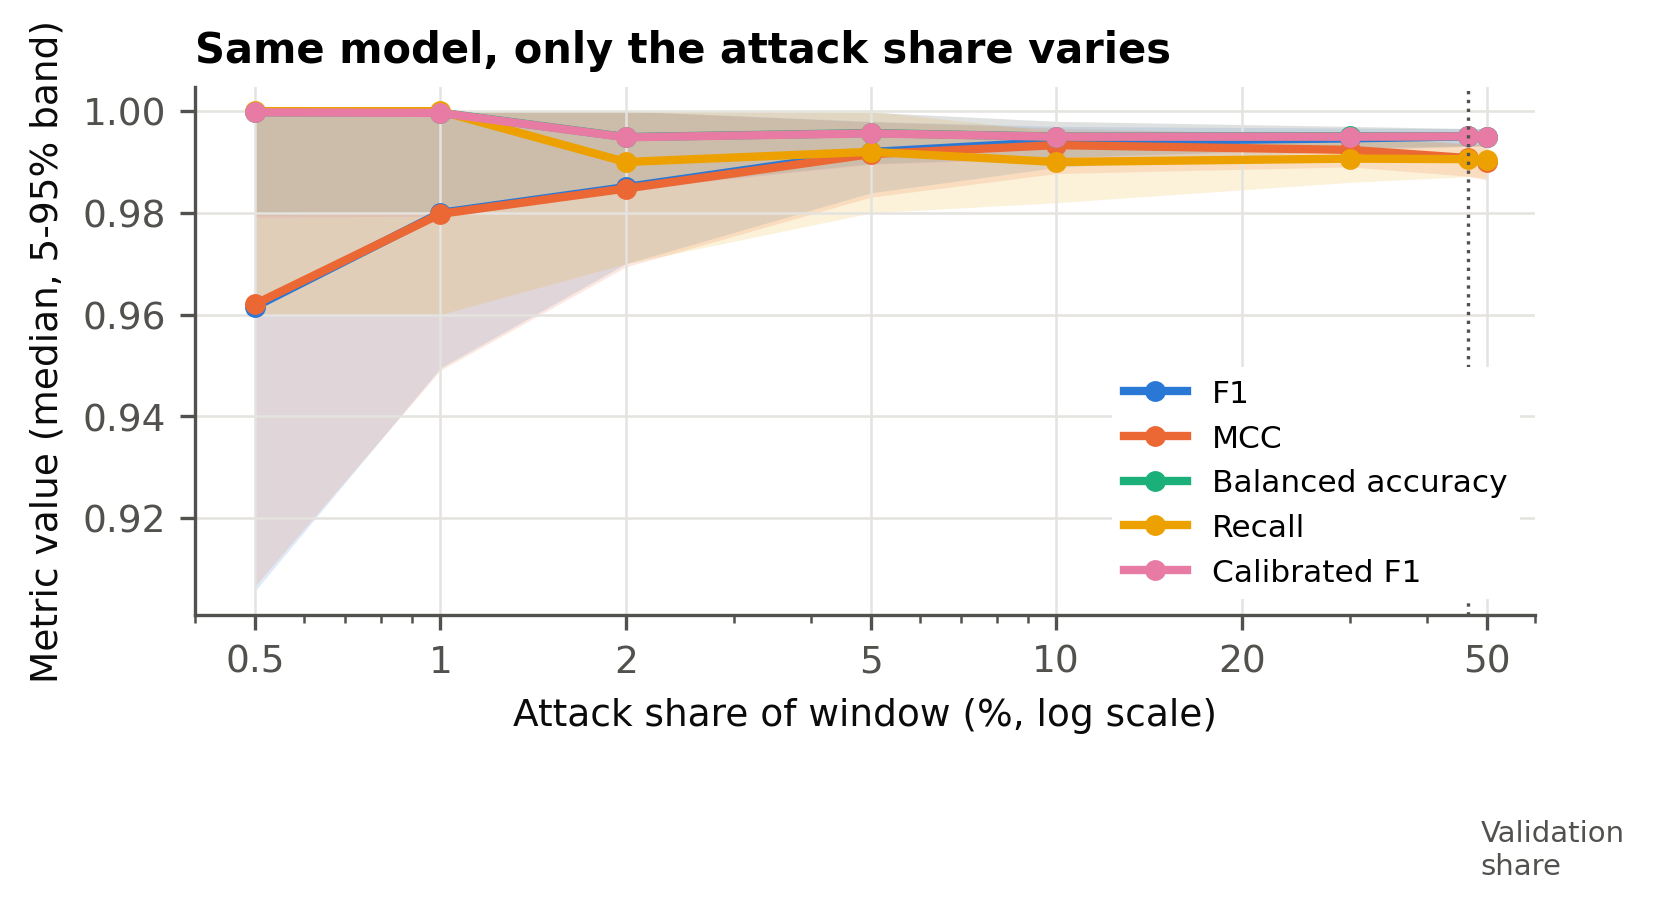 Same model, only the attack share varies
Metric value (median, 5-95% band)
1.00
0.98
0.96
0.94
0.92
F1
MCC
Balanced accuracy
Recall
Calibrated F1
0.5 1 2 5 10 20 50
Attack share of window (%, log scale)
Validation
share